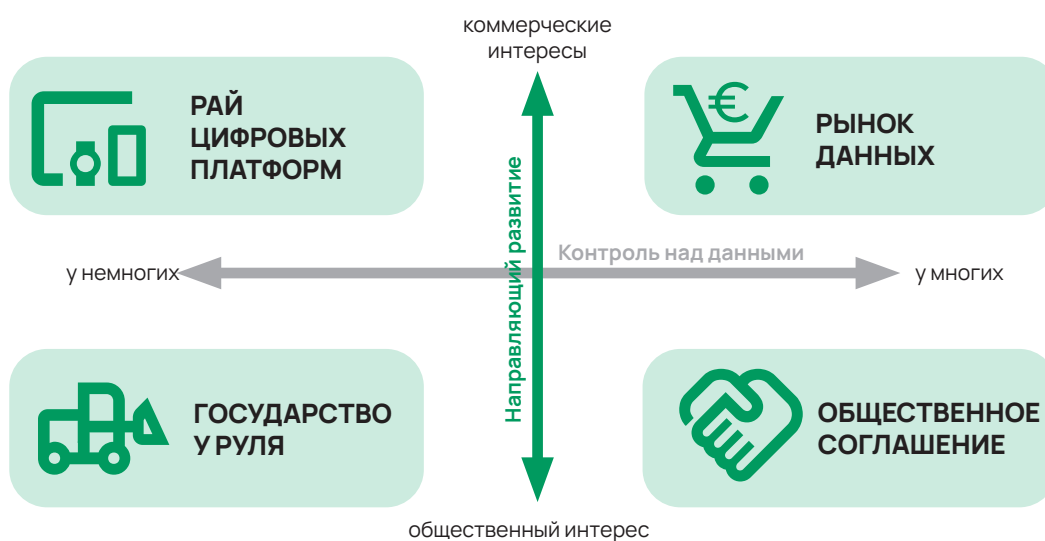 коммерческие
интересы
РАЙ
ЦИФРОВЫХ
ПЛАТФОРМ
€
РЫНОК
ДАННЫХ
Направляющий развитие
Контроль над данными
у немногих
у многих
ГОСУДАРСТВО
У РУЛЯ
ОБЩЕСТВЕННОЕ
СОГЛАШЕНИЕ
общественный интерес